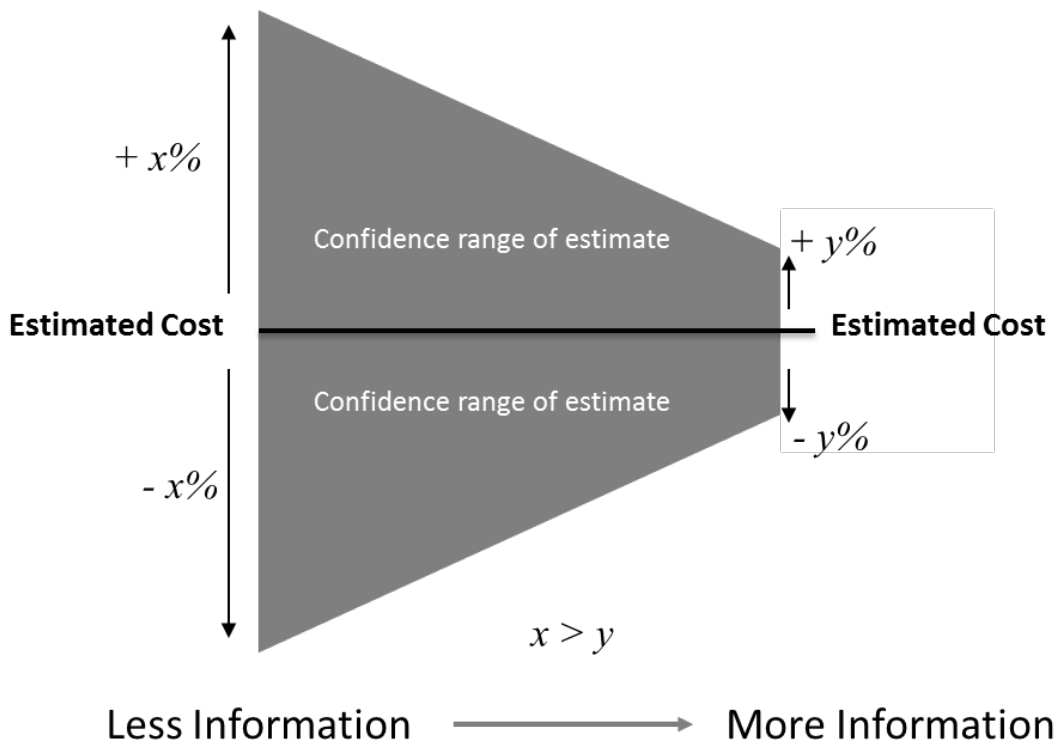 + x%
Confidence range of estimate
+ y%
Estimated Cost
Estimated Cost
Confidence range of estimate
- y%
- x%
x > y
Less Information
More Information